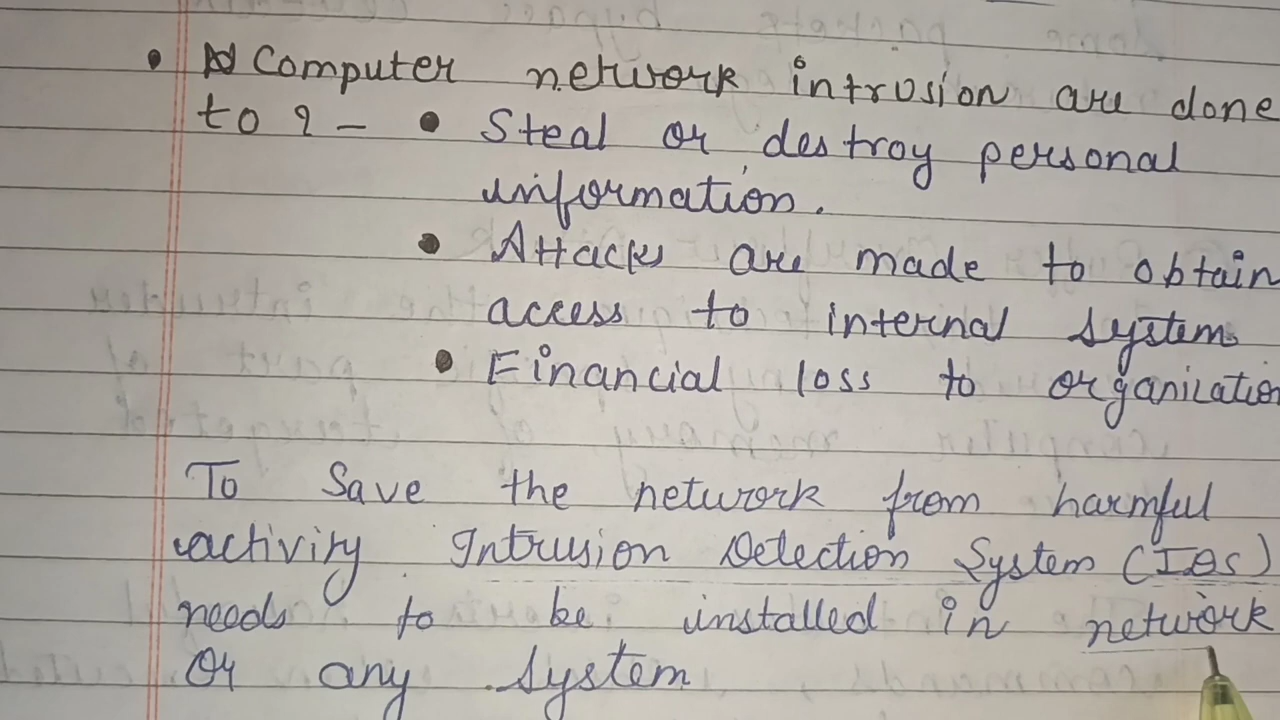 • Computer network intrusion are done
to ? - • Steal or destroy personal
information.
• Attacks are made to obtain
access to internal system
• Financial loss to organization
To Save the network from harmful
activity Intrusion Detection System (IDS)
needs to be installed in network
or any system